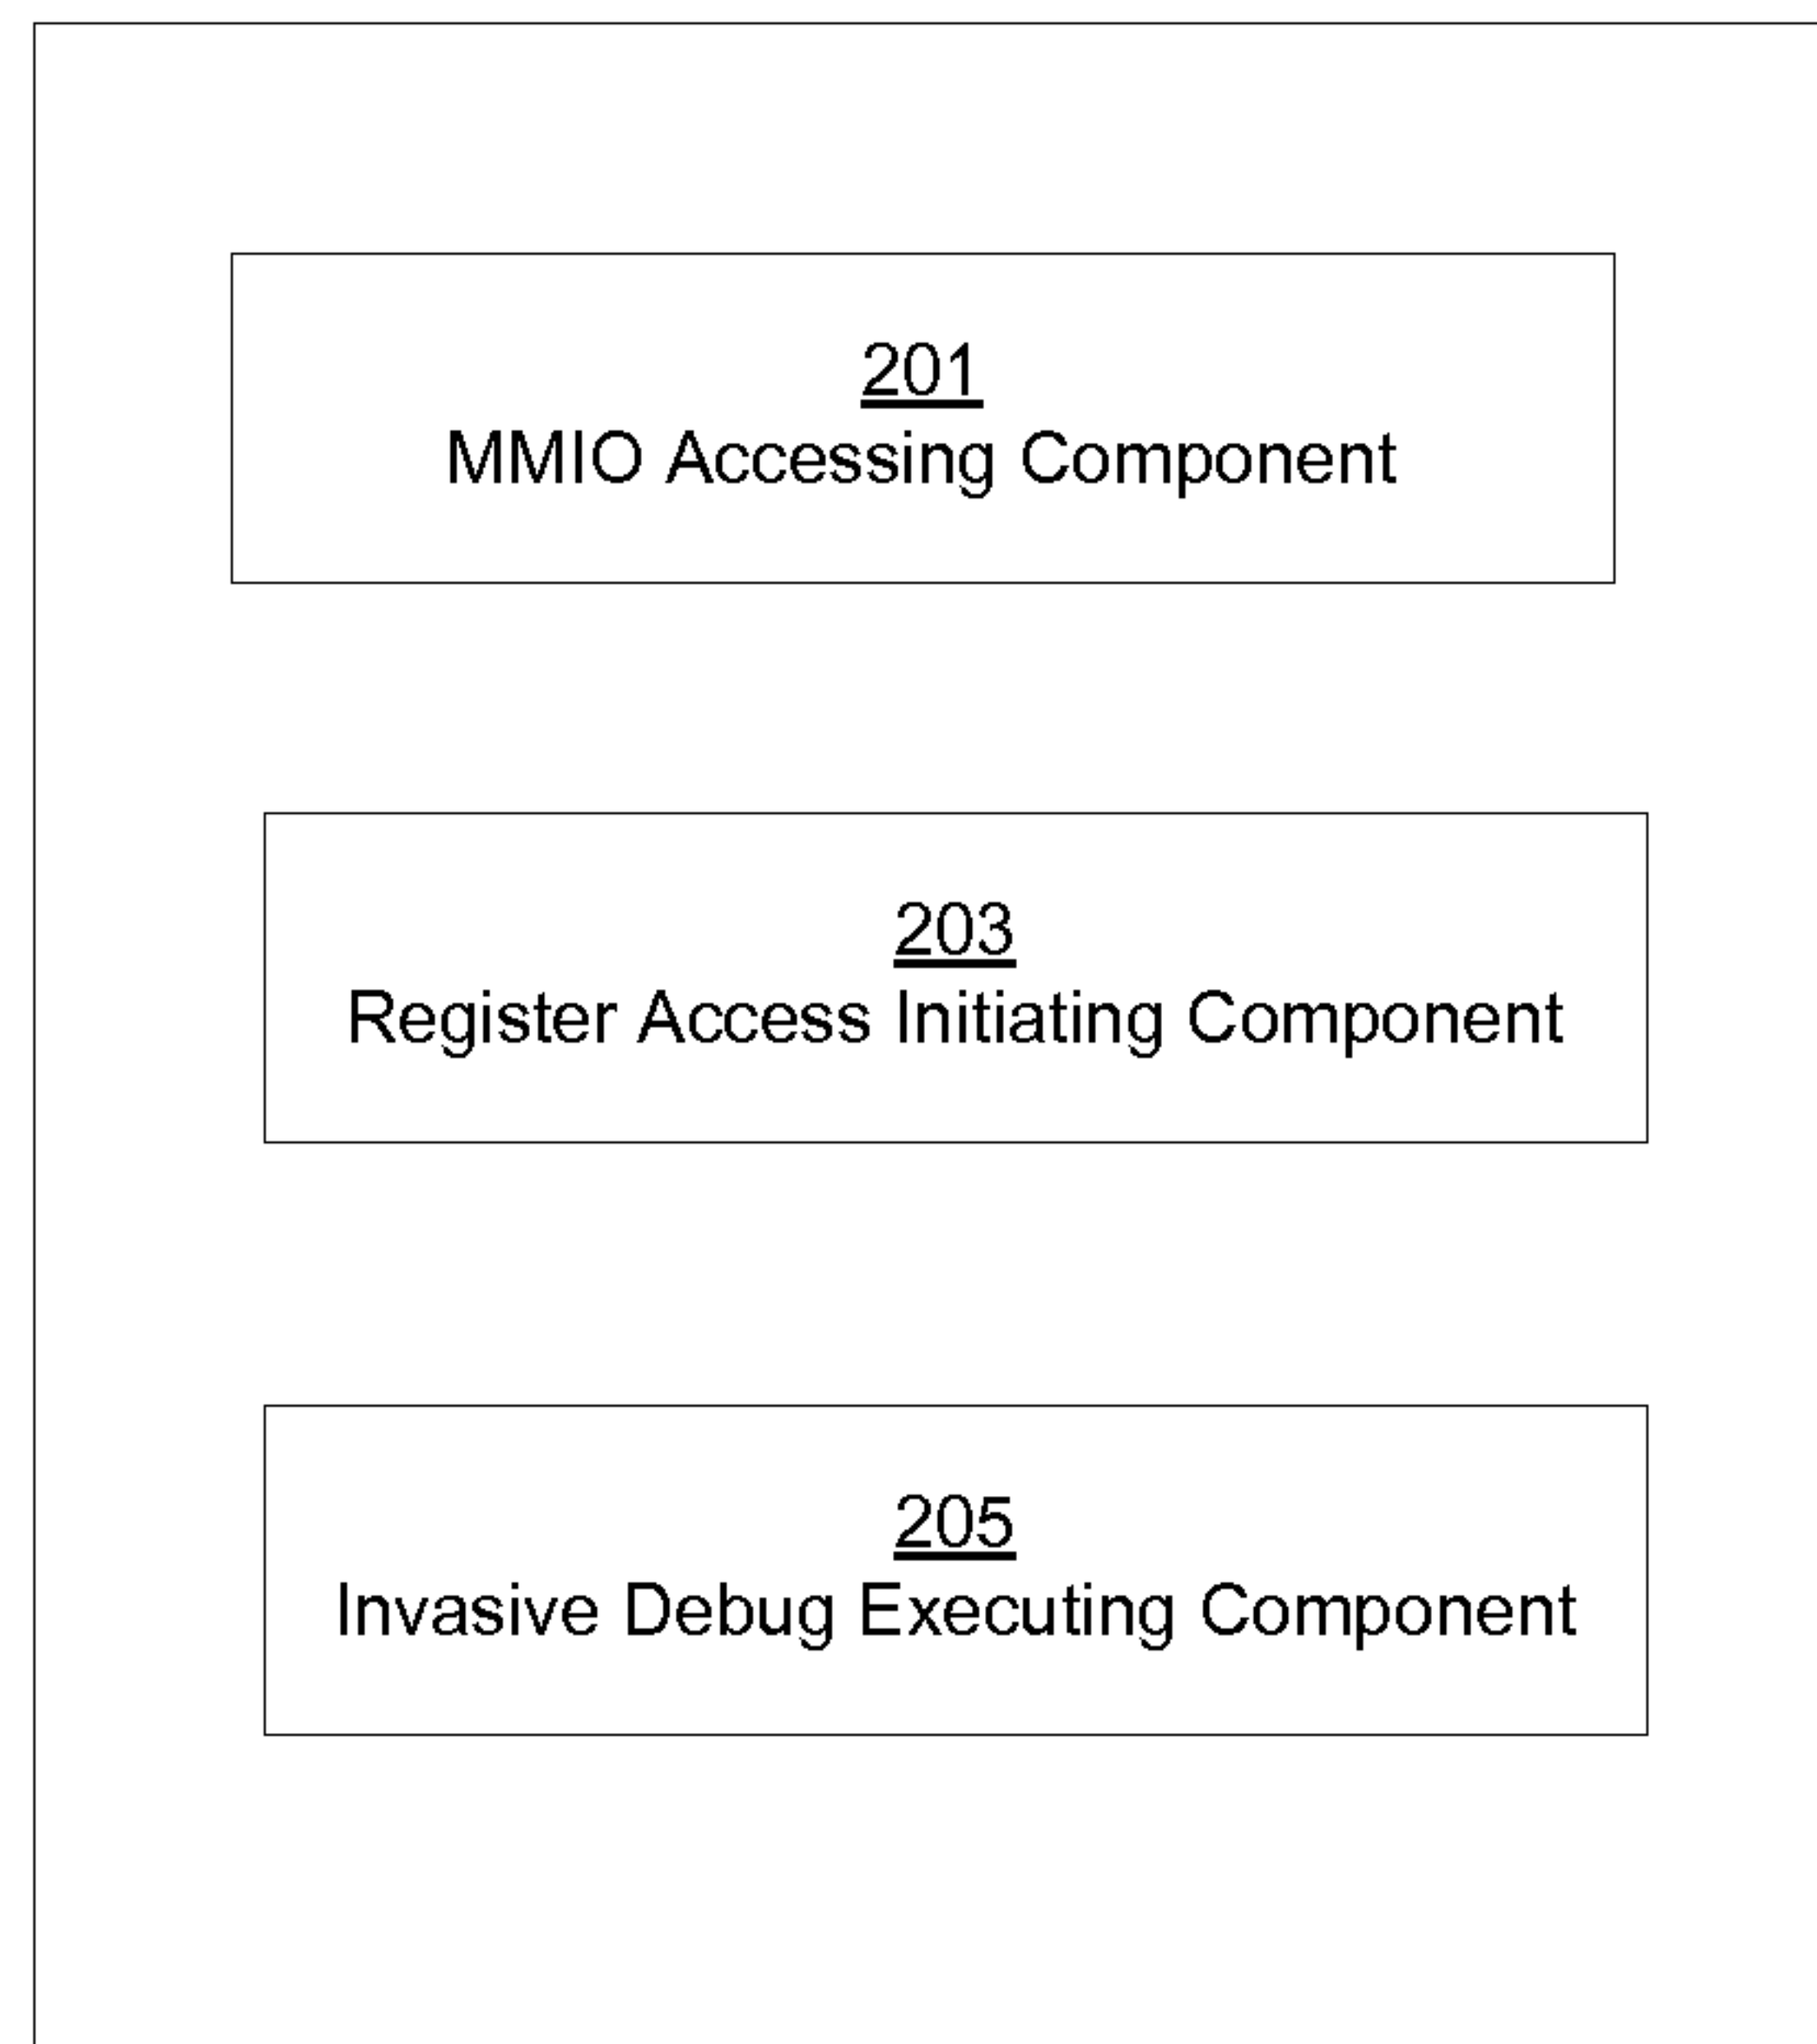 201
MMIO Accessing Component
203
Register Access Initiating Component
205
Invasive Debug Executing Component